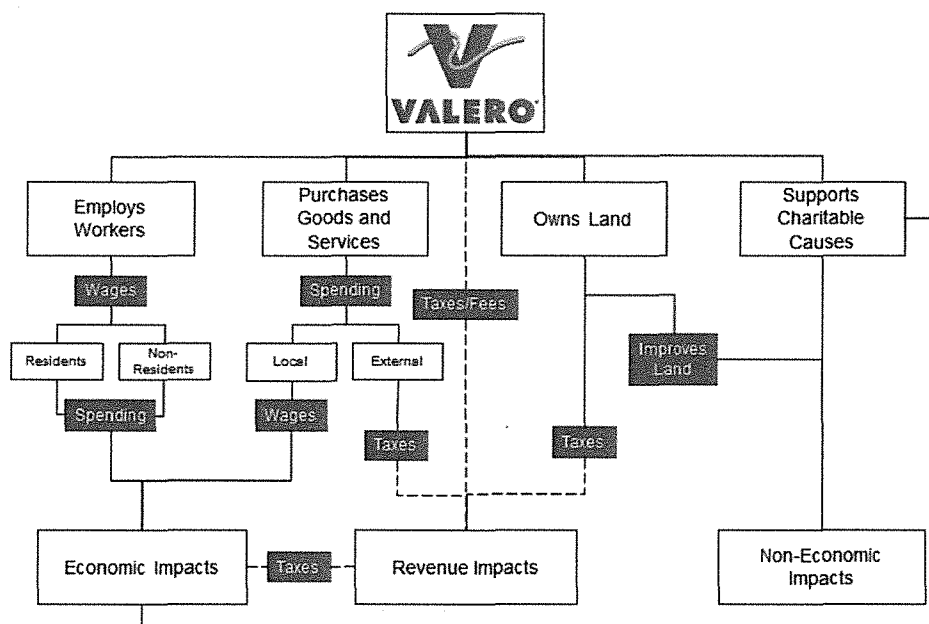 VALERO
Employs
Workers
Purchases
Goods and
Services
Owns Land
Supports
Charitable
Causes
Wages
Spending
Taxes/Fees
Improves
Land
Residents
Non-
Residents
Local
External
Spending
Wages
Taxes
Taxes
Economic Impacts
Taxes
Revenue Impacts
Non-Economic
Impacts